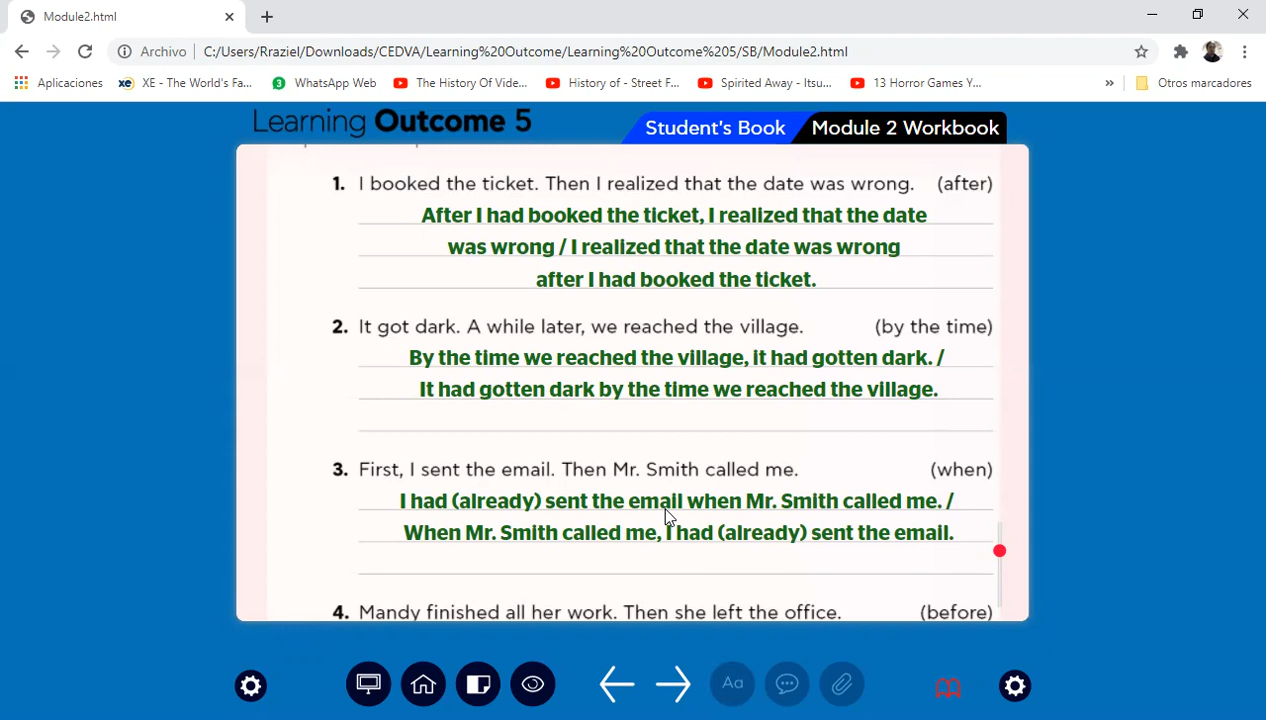 Module2.html
Archivo C:/Users/Rraziel/Downloads/CEDVA/Learning%20Outcome/Learning%20Outcome%205/SB/Module2.html
Aplicaciones XE - The World's Fa... WhatsApp Web The History Of Vide... History of - Street F... Spirited Away - Itsu... 13 Horror Games Y... » Otros marcadores
Learning Outcome 5 Student's Book Module 2 Workbook
1. I booked the ticket. Then I realized that the date was wrong. (after)
After I had booked the ticket, I realized that the date
was wrong / I realized that the date was wrong
after I had booked the ticket.
2. It got dark. A while later, we reached the village. (by the time)
By the time we reached the village, it had gotten dark. /
It had gotten dark by the time we reached the village.
3. First, I sent the email. Then Mr. Smith called me. (when)
I had (already) sent the email when Mr. Smith called me. /
When Mr. Smith called me, I had (already) sent the email.
4. Mandy finished all her work. Then she left the office. (before)
Aa